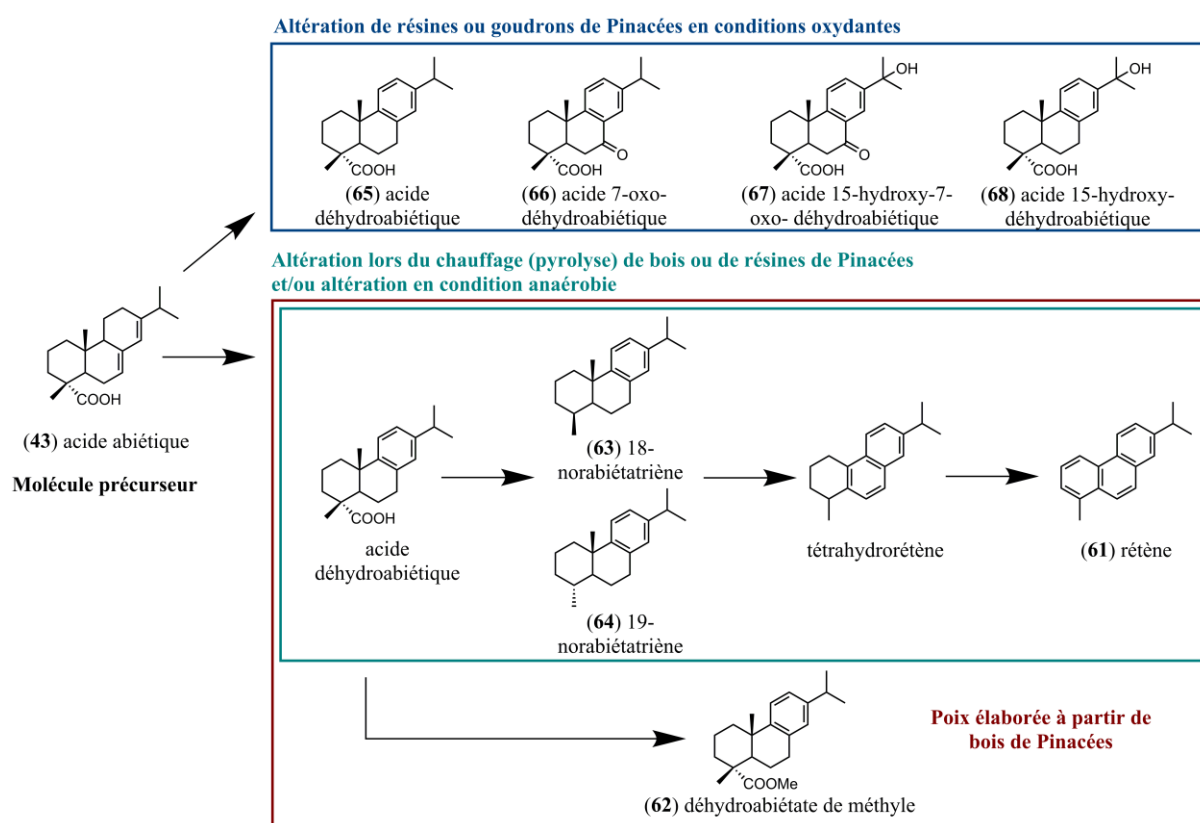 Altération de résines ou goudrons de Pinacées en conditions oxydantes
COOH
(65) acide
déhydroabiétique
O
COOH
(66) acide 7-oxo-
déhydroabiétique
OH
O
COOH
(67) acide 15-hydroxy-7-
oxo- déhydroabiétique
OH
COOH
(68) acide 15-hydroxy-
déhydroabiétique
Altération lors du chauffage (pyrolyse) de bois ou de résines de Pinacées
et/ou altération en condition anaérobie
COOH
(43) acide abiétique
Molécule précurseur
COOH
acide
déhydroabiétique
(63) 18-
norabiétatriène
(64) 19-
norabiétatriène
tétrahydrorétène
(61) rétène
COOMe
(62) déhydroabiétate de méthyle
Poix élaborée à partir de
bois de Pinacées